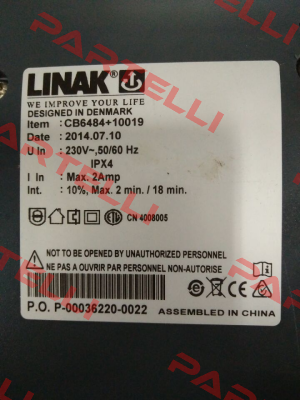 PARTELLI
LINAK®
WE IMPROVE YOUR LIFE
DESIGNED IN DENMARK
Item : CB6484+10019
Date : 2014.07.10
U In : 230V~,50/60 Hz
IPX4
I In : Max. 2Amp
Int. : 10%, Max. 2 min. / 18 min.
CN 4008005
NOT TO BE OPENED BY UNAUTHORIZED PERSONNEL
NE PAS A OUVRIR PAR PERSONNEL NON-AUTORISE
P.O. P-00036220-0022
ASSEMBLED IN CHINA
PARTELLI